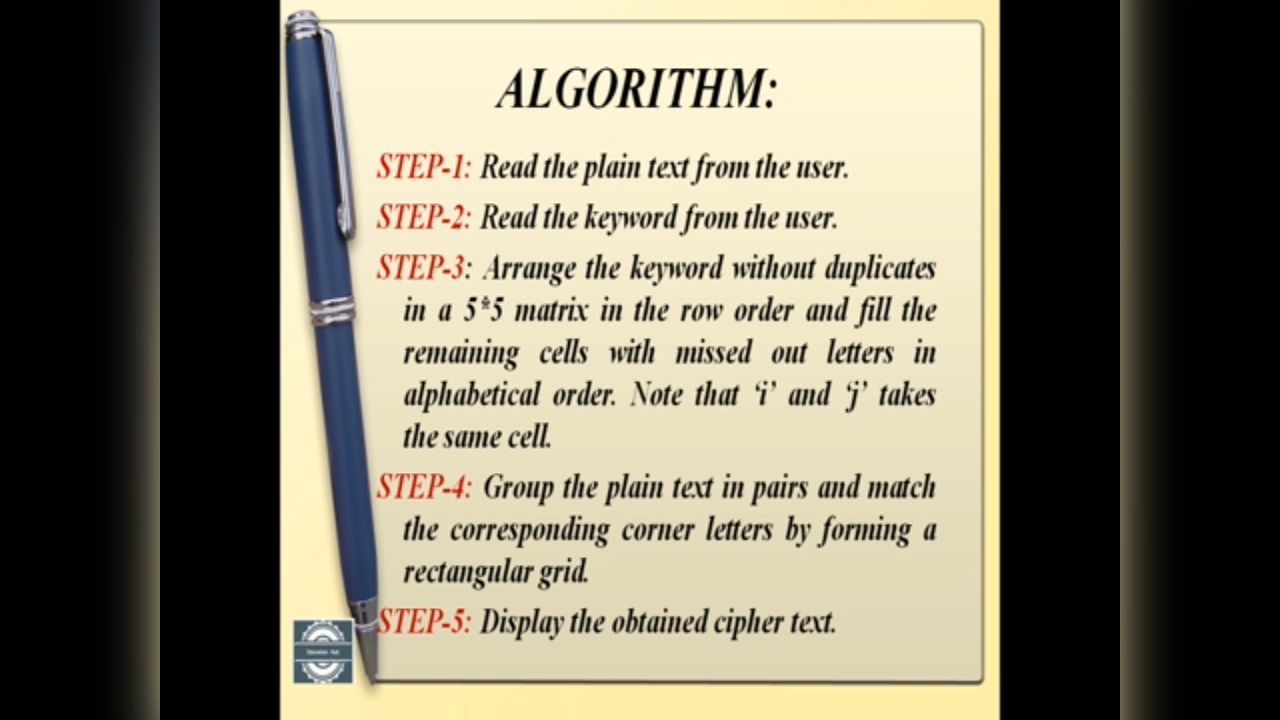 ALGORITHM:
STEP-1: Read the plain text from the user.
STEP-2: Read the keyword from the user.
STEP-3: Arrange the keyword without duplicates
in a 5*5 matrix in the row order and fill the
remaining cells with missed out letters in
alphabetical order. Note that ‘i’ and ‘j’ takes
the same cell.
STEP-4: Group the plain text in pairs and match
the corresponding corner letters by forming a
rectangular grid.
STEP-5: Display the obtained cipher text.
Education Hub